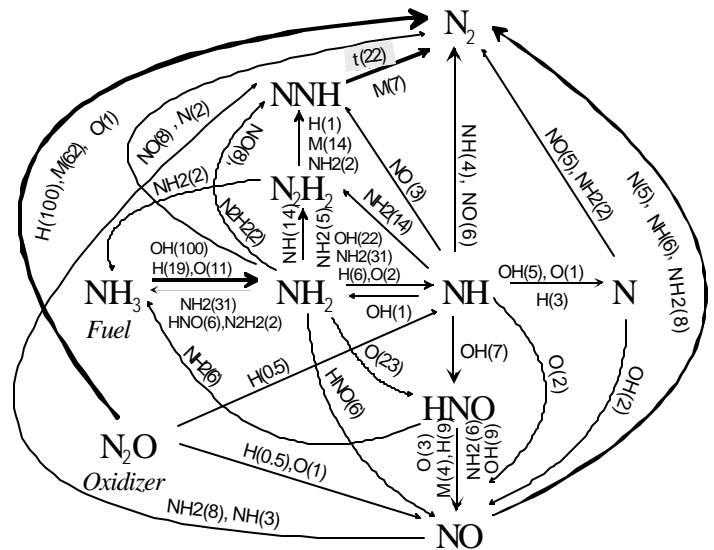 N2
t(22)
M(7)
NNH
NO(8) , N(2)
H(100), M(62), O(1)
H(1)
M(14)
NH2(2)
NO(8),
N2H2(2)
NO(3)
NH(4), NO(6)
NO(5), NH2(2)
N(5), NH(6), NH2(8)
NH2(2)
N2H2
NH2(14)
NH(14)
NH2(5)
OH(100)
H(19),O(11)
OH(22)
NH2(31)
H(6),O(2)
OH(5), O(1)
H(3)
NH3
NH2
NH
N
Fuel
NH2(31)
HNO(6),N2H2(2)
OH(1)
NH2(6)
H(0.5)
O(23)
HNO(6)
OH(7)
O(2)
OH(2)
HNO
N2O
Oxidizer
O(3)
M(4),H(9)
NH2(6)
OH(9)
H(0.5),O(1)
NH2(8), NH(3)
NO